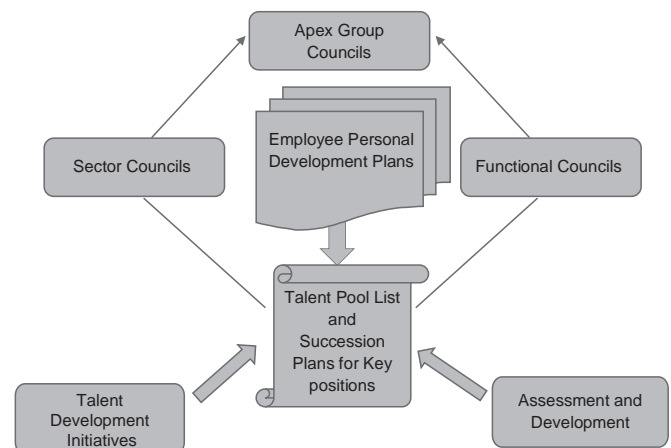 Apex Group
Councils
Employee Personal
Development Plans
Sector Councils
Functional Councils
Talent Pool List
and
Succession
Plans for Key
positions
Talent
Development
Initiatives
Assessment and
Development